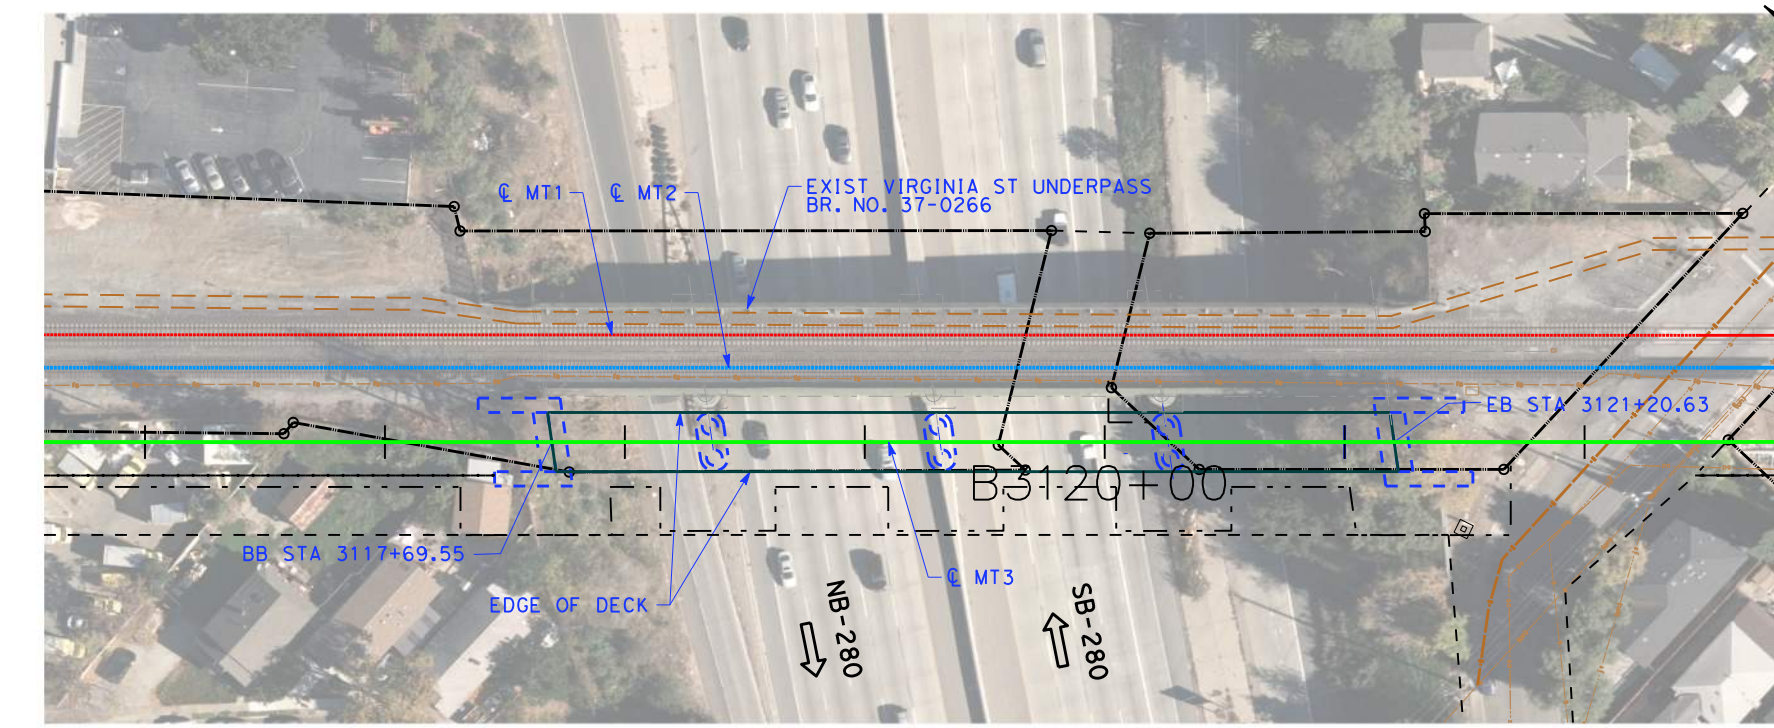 ℄ MT1
℄ MT2
EXIST VIRGINIA ST UNDERPASS
BR. NO. 37-0266
EB STA 3121+20.63
B3120+00
BB STA 3117+69.55
℄ MT3
EDGE OF DECK
NB-280
SB-280